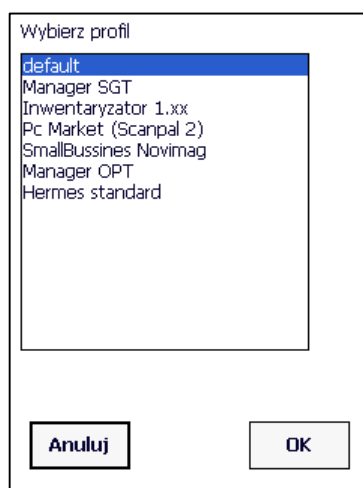 Wybierz profil
default
Manager SGT
Inwentaryzator 1.xx
Pc Market (Scanpal 2)
SmallBussines Novimag
Manager OPT
Hermes standard
Anuluj
OK